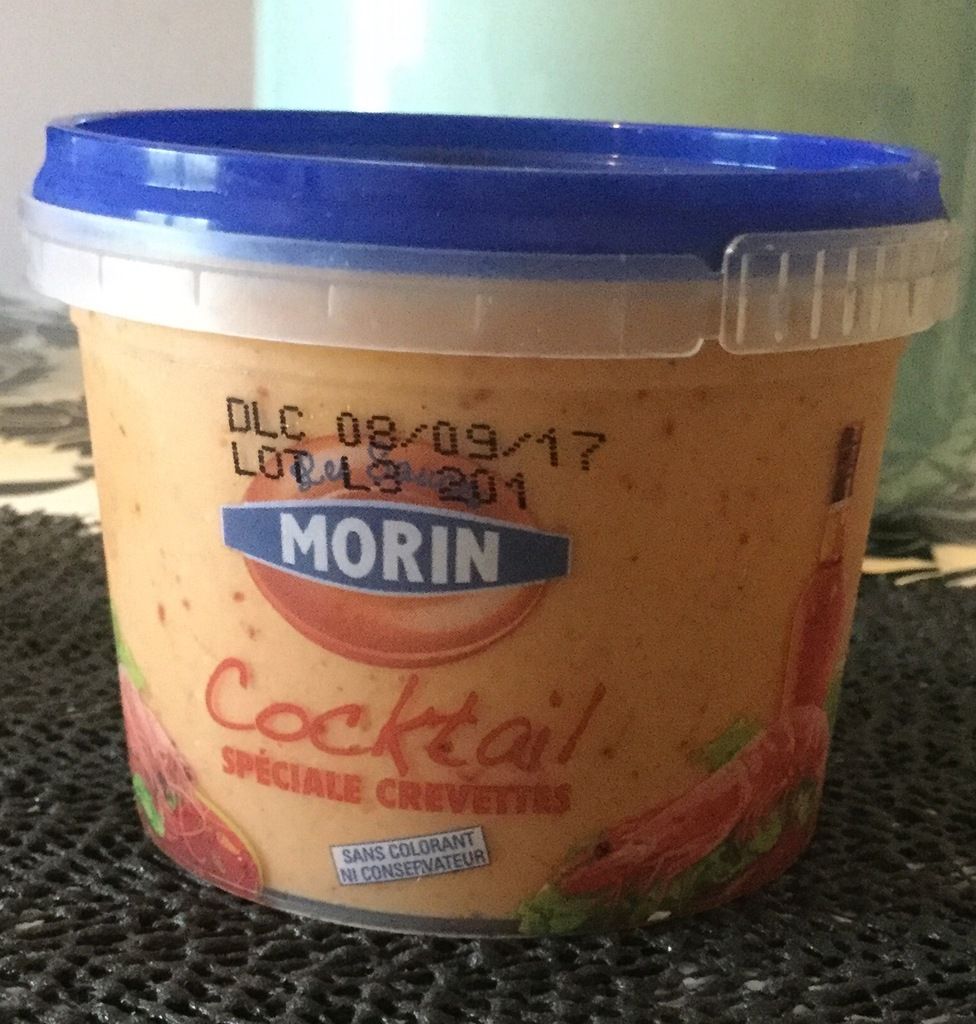 DLC 08/09/17
LOT L3 201
MORIN
Cocktail
SPÉCIALE CREVETTES
SANS COLORANT
NI CONSERVATEUR